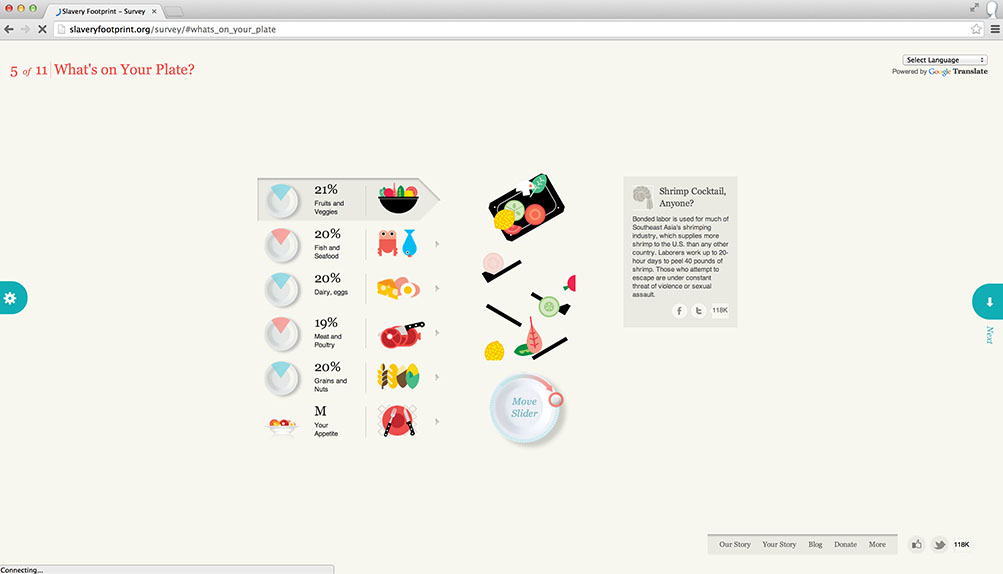 Slavery Footprint – Survey
slaveryfootprint.org/survey/#whats_on_your_plate
5 of 11 What's on Your Plate?
Select Language
Powered by Google Translate
21%
Fruits and
Veggies
20%
Fish and
Seafood
20%
Dairy, eggs
19%
Meat and
Poultry
20%
Grains and
Nuts
M
Your
Appetite
Move
Slider
Shrimp Cocktail,
Anyone?
Bonded labor is used for much of
Southeast Asia's shrimping
industry, which supplies more
shrimp to the U.S. than any other
country. Laborers work up to 20-
hour days to peel 40 pounds of
shrimp. Those who attempt to
escape are under constant
threat of violence or sexual
assault.
118K
Next
Our Story Your Story Blog Donate More
118K
Connecting...